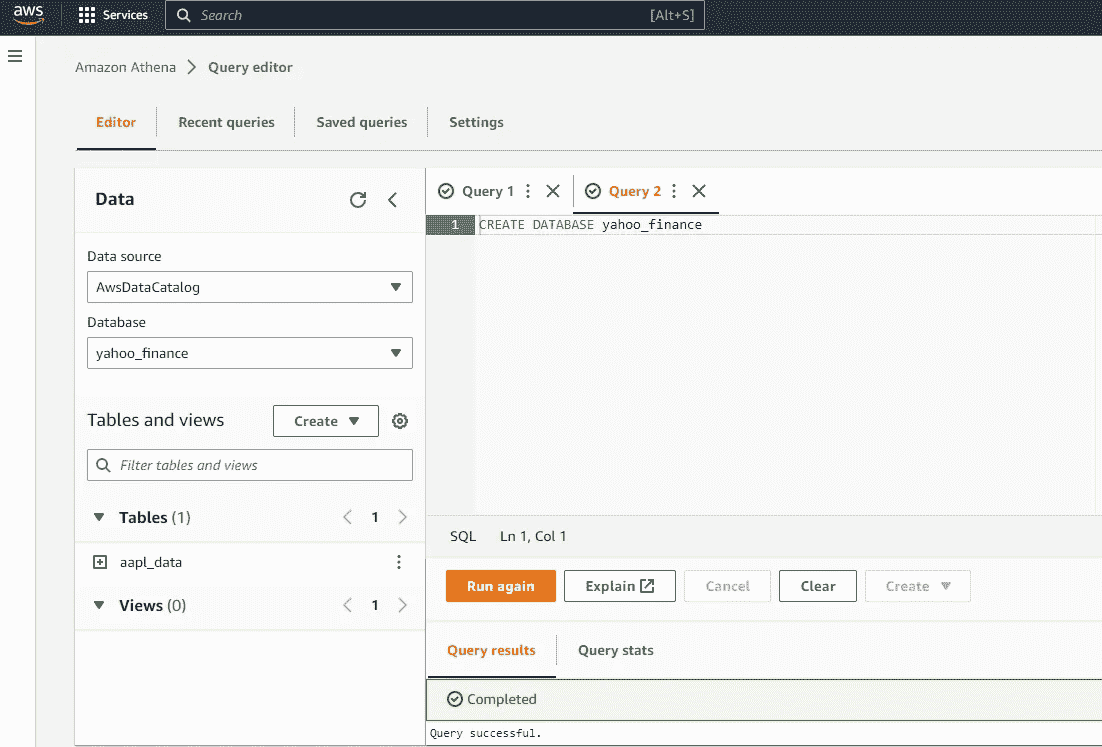 aws Services Search [Alt+S]
Amazon Athena > Query editor
Editor Recent queries Saved queries Settings
Data
Data source
AwsDataCatalog
Database
yahoo_finance
Tables and views Create
Filter tables and views
Tables (1) 1
aapl_data
Views (0) 1
Query 1 Query 2
1 CREATE DATABASE yahoo_finance
SQL Ln 1, Col 1
Run again Explain Cancel Clear Create
Query results Query stats
Completed
Query successful.